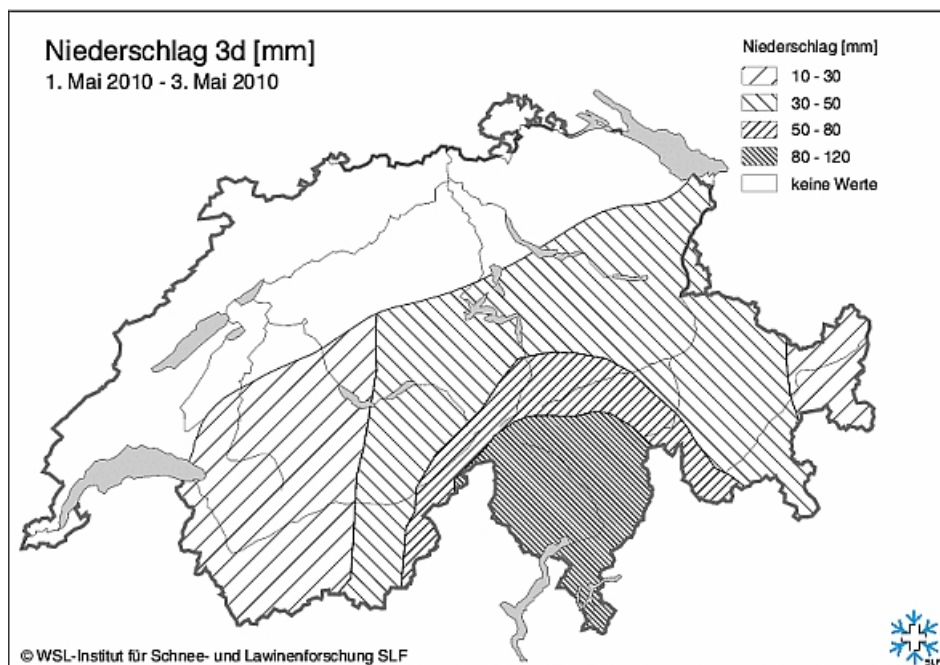 Niederschlag 3d [mm]
1. Mai 2010 - 3. Mai 2010
Niederschlag [mm]
10 - 30
30 - 50
50 - 80
80 - 120
keine Werte
© WSL-Institut für Schnee- und Lawinenforschung SLF
SLF